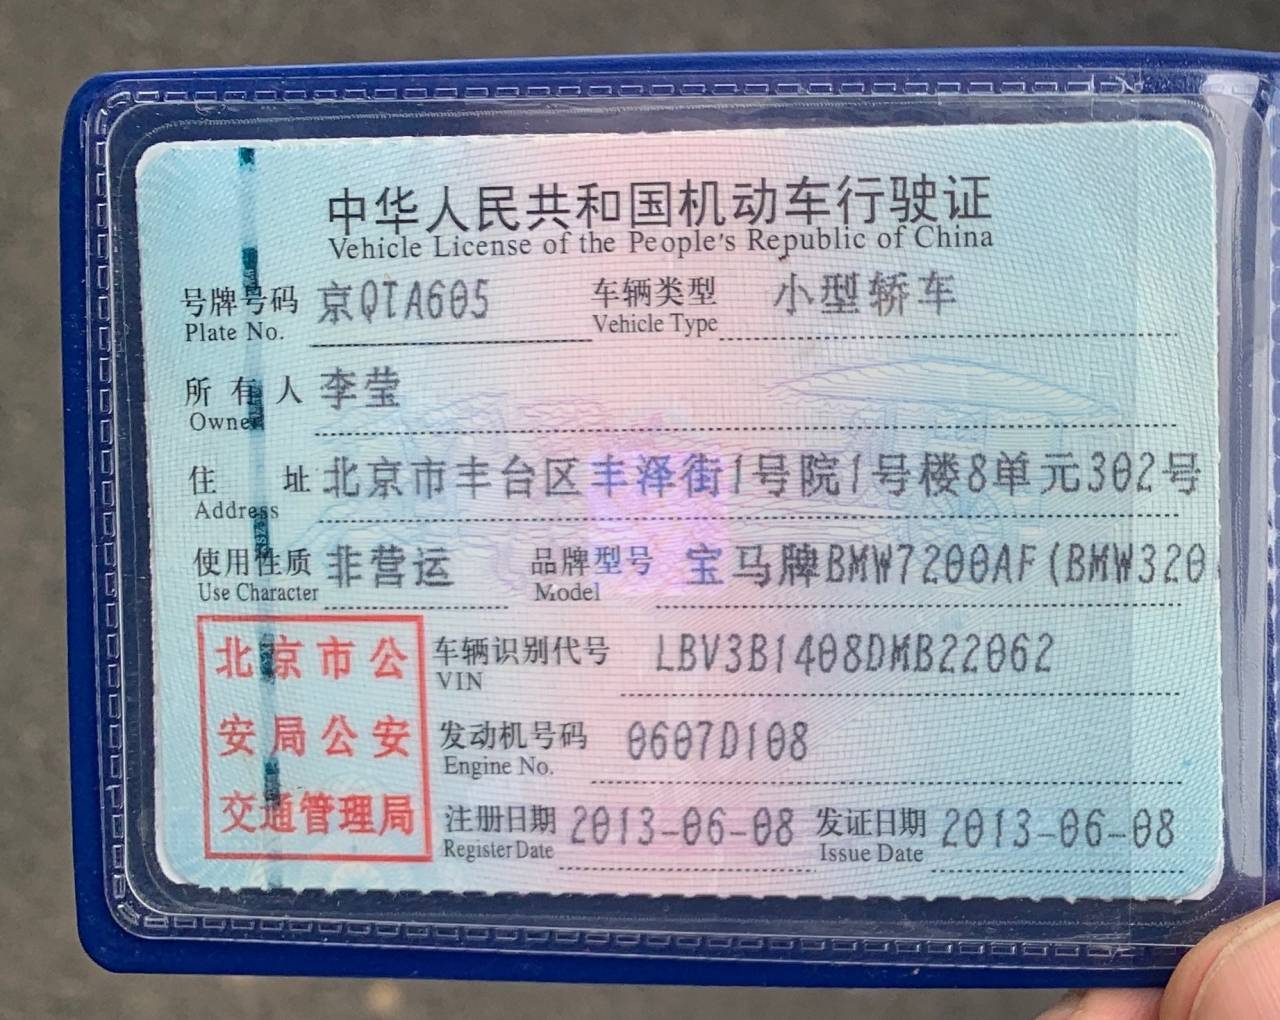 中华人民共和国机动车行驶证
Vehicle License of the People's Republic of China
号牌号码 京QTA605 车辆类型 小型轿车
Plate No. Vehicle Type
所有人 李莹
Owner
住址 北京市丰台区丰泽街1号院1号楼8单元302号
Address
使用性质 非营运 品牌型号 宝马牌BMW7200AF(BMW320
Use Character Model
北京市公
安局公安
交通管理局
车辆识别代号 LBV3B1408DMB22062
VIN
发动机号码 0607D108
Engine No.
注册日期 2013-06-08 发证日期 2013-06-08
Register Date Issue Date